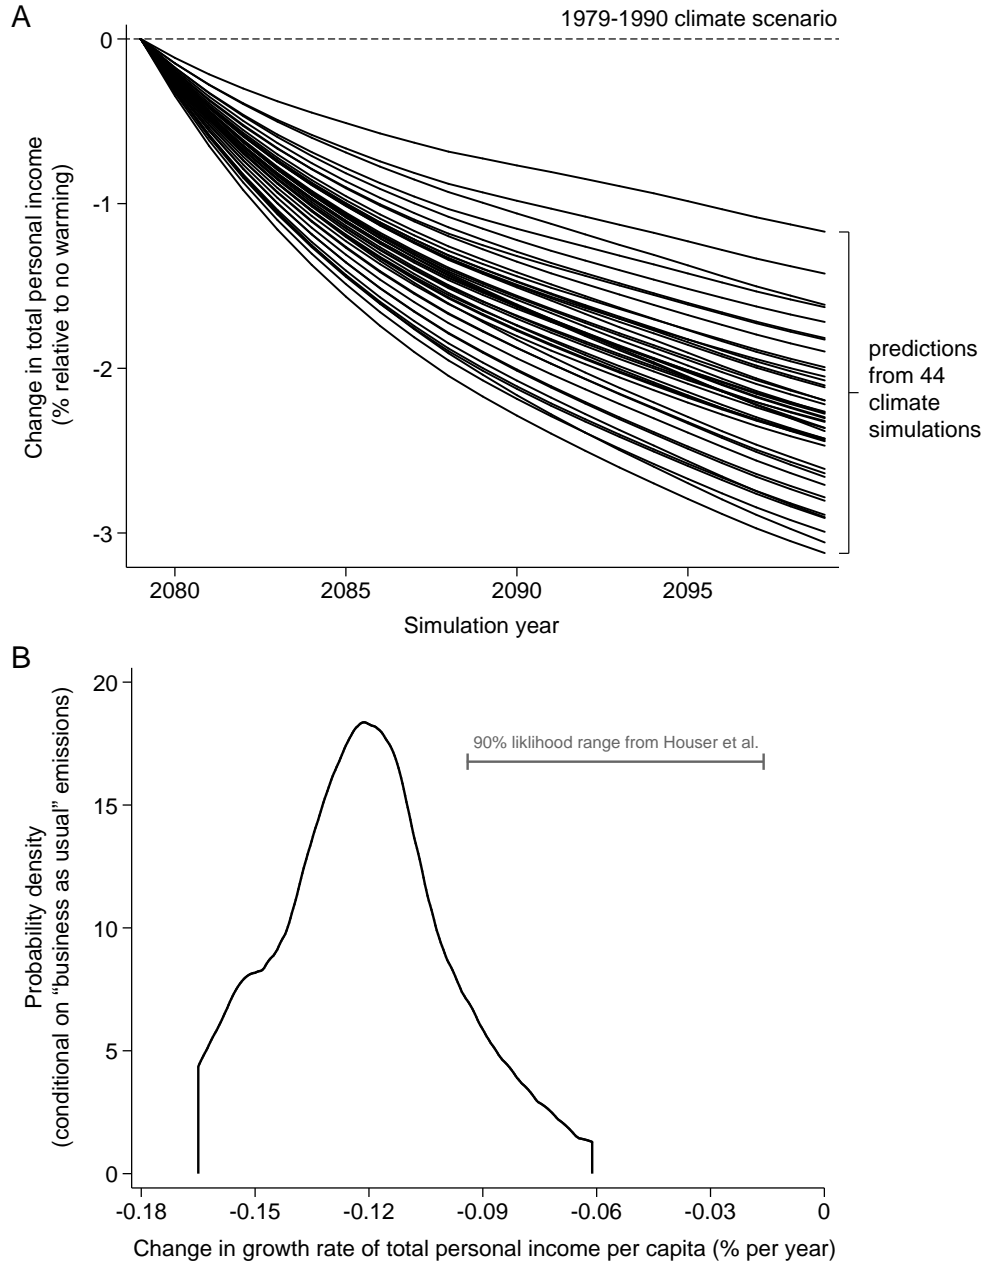 A
1979-1990 climate scenario
0
-1
-2
-3
Change in total personal income
(% relative to no warming)
predictions
from 44
climate
simulations
2080
2085
2090
2095
Simulation year
B
20
15
10
5
0
Probability density
(conditional on “business as usual” emissions)
90% liklihood range from Houser et al.
-0.18
-0.15
-0.12
-0.09
-0.06
-0.03
0
Change in growth rate of total personal income per capita (% per year)